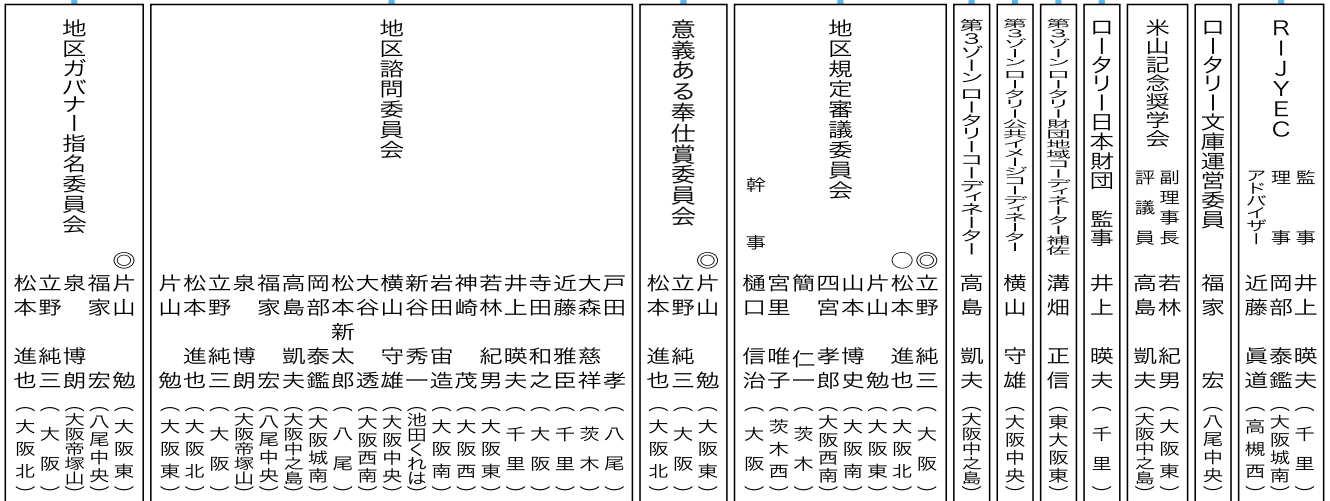 RIJYEC
監事 井上 暎夫 (千里)
理事 岡部 泰鑑 (大阪城南)
アドバイザー 近藤 眞道 (高槻西)
ロータリー文庫運営委員 福家 宏 (八尾中央)
米山記念奨学会
副理事長 若林 紀男 (大阪東)
評議員 高島 凱夫 (大阪中之島)
ロータリー日本財団 監事 井上 暎夫 (千里)
第3ゾーンロータリー財団地域コーディネーター補佐 溝畑 正信 (東大阪東)
第3ゾーンロータリー公共イメージコーディネーター 横山 守雄 (大阪中央)
第3ゾーン ロータリーコーディネーター 高島 凱夫 (大阪中之島)
地区規定審議委員会
◎立野 純三 (大阪)
○松本 進也 (大阪北)
片山 勉 (大阪東)
山本 博史 (大阪南)
四宮 孝郎 (大阪西南)
簡 仁一 (茨木)
宮里 唯子 (茨木西)
幹事 樋口 信治 (大阪)
意義ある奉仕賞委員会
◎片山 勉 (大阪東)
立野 純三 (大阪)
松本 進也 (大阪北)
地区諮問委員会
戸田 孝 (八尾)
大森 慈祥 (茨木)
近藤 雅臣 (千里)
寺田 和之 (大阪)
井上 暎夫 (千里)
若林 紀男 (大阪東)
神崎 茂 (大阪西)
岩田 宙造 (大阪南)
新谷 秀一 (池田くれは)
横山 守雄 (大阪中央)
大谷 透 (大阪西南)
松本 新太郎 (八尾)
岡部 泰鑑 (大阪城南)
高島 凱夫 (大阪中之島)
福家 宏 (八尾中央)
泉 博朗 (大阪帝塚山)
立野 純三 (大阪)
松本 進也 (大阪北)
片山 勉 (大阪東)
地区ガバナー指名委員会
◎片山 勉 (大阪東)
福家 宏 (八尾中央)
泉 博朗 (大阪帝塚山)
立野 純三 (大阪)
松本 進也 (大阪北)